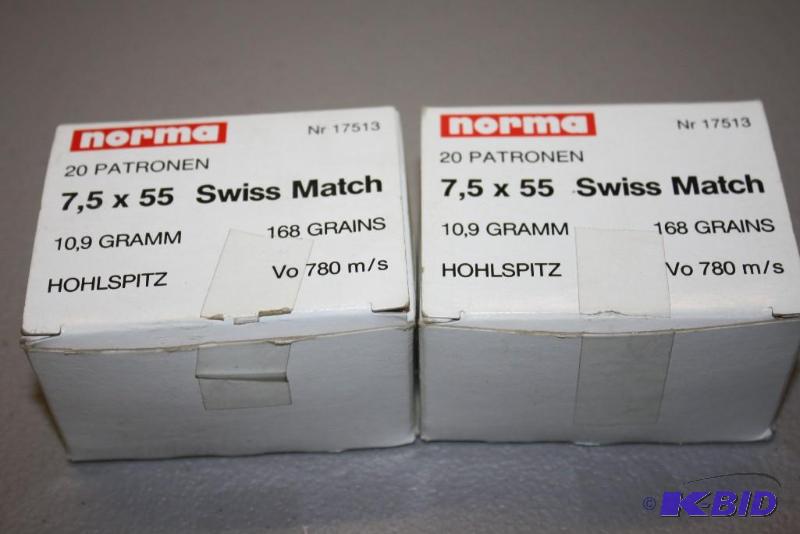 norma
Nr 17513
20 PATRONEN
7,5 x 55 Swiss Match
10,9 GRAMM 168 GRAINS
HOHLSPITZ Vo 780 m/s
norma
Nr 17513
20 PATRONEN
7,5 x 55 Swiss Match
10,9 GRAMM 168 GRAINS
HOHLSPITZ Vo 780 m/s
© K-BID